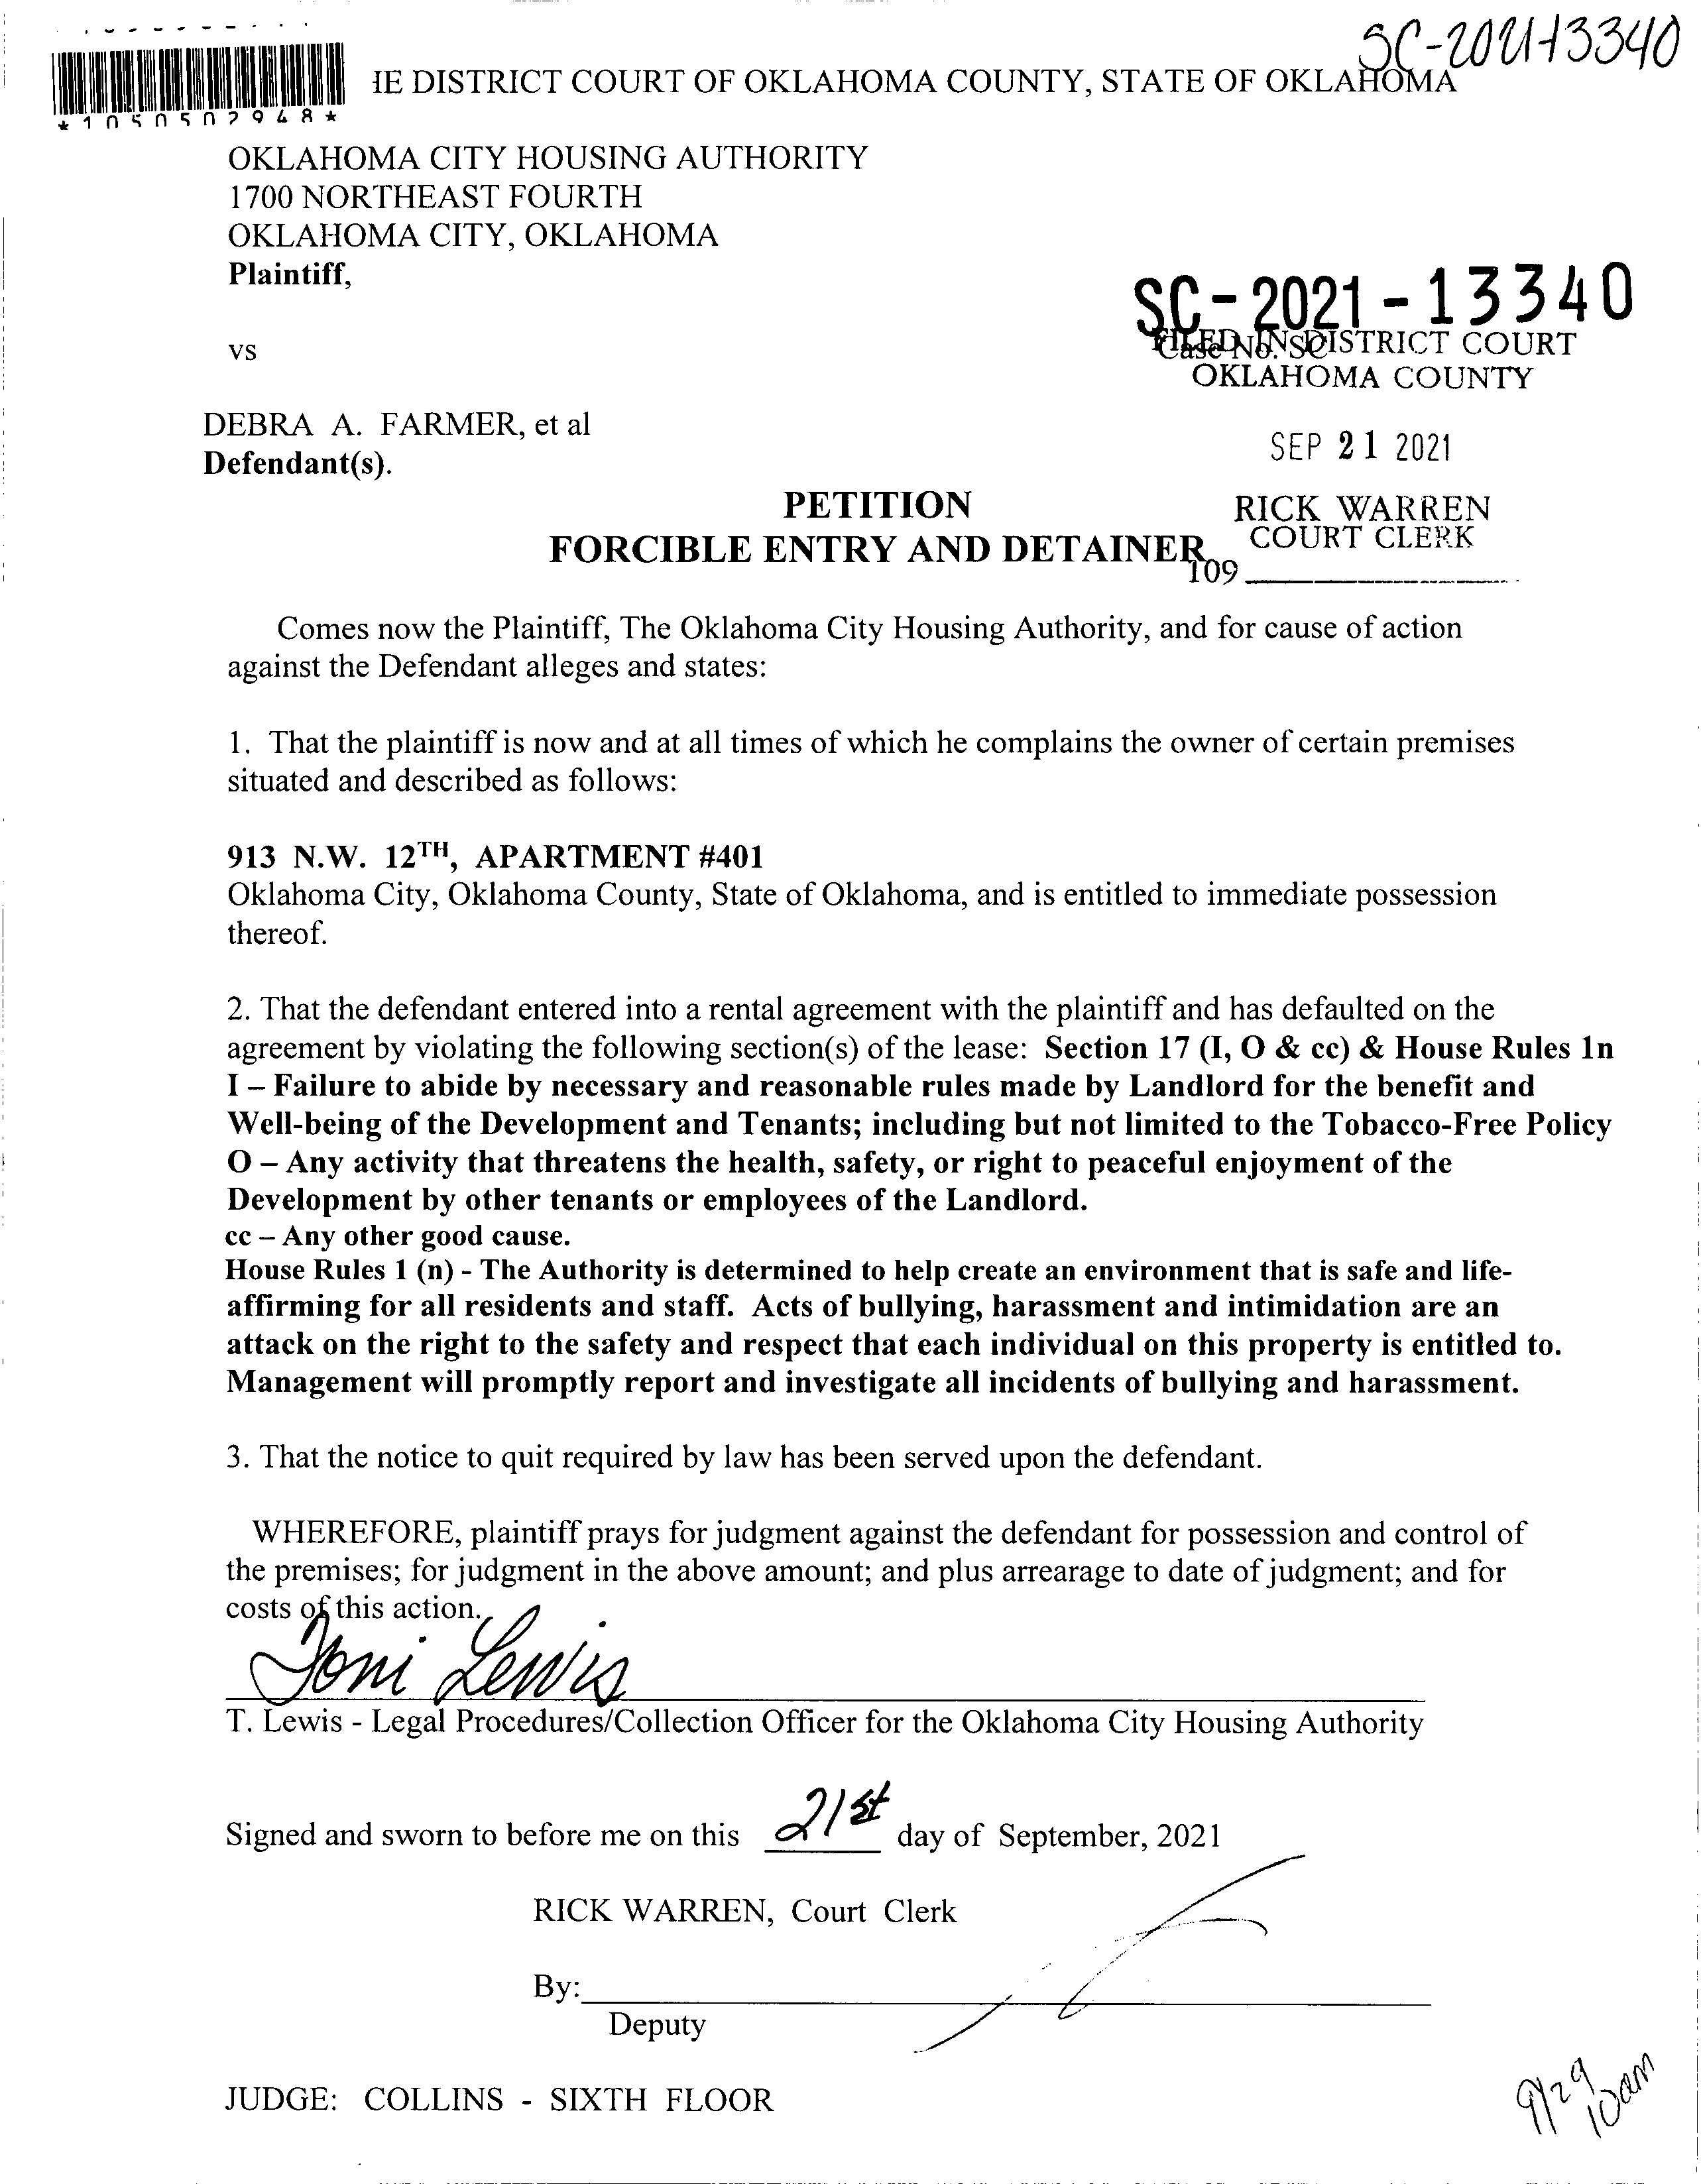 SC-2021-13340
HE DISTRICT COURT OF OKLAHOMA COUNTY, STATE OF OKLAHOMA
*1050502948*
OKLAHOMA CITY HOUSING AUTHORITY
1700 NORTHEAST FOURTH
OKLAHOMA CITY, OKLAHOMA
Plaintiff,
SC-2021-13340
vs
Case No. SC
FILED IN DISTRICT COURT
OKLAHOMA COUNTY
DEBRA A. FARMER, et al
Defendant(s).
SEP 21 2021
PETITION
RICK WARREN
FORCIBLE ENTRY AND DETAINER
COURT CLERK
109
Comes now the Plaintiff, The Oklahoma City Housing Authority, and for cause of action
against the Defendant alleges and states:
1. That the plaintiff is now and at all times of which he complains the owner of certain premises
situated and described as follows:
913 N.W. 12TH, APARTMENT #401
Oklahoma City, Oklahoma County, State of Oklahoma, and is entitled to immediate possession
thereof.
2. That the defendant entered into a rental agreement with the plaintiff and has defaulted on the
agreement by violating the following section(s) of the lease: Section 17 (I, O & cc) & House Rules 1n
I – Failure to abide by necessary and reasonable rules made by Landlord for the benefit and
Well-being of the Development and Tenants; including but not limited to the Tobacco-Free Policy
O – Any activity that threatens the health, safety, or right to peaceful enjoyment of the
Development by other tenants or employees of the Landlord.
cc – Any other good cause.
House Rules 1 (n) - The Authority is determined to help create an environment that is safe and life-
affirming for all residents and staff. Acts of bullying, harassment and intimidation are an
attack on the right to the safety and respect that each individual on this property is entitled to.
Management will promptly report and investigate all incidents of bullying and harassment.
3. That the notice to quit required by law has been served upon the defendant.
WHEREFORE, plaintiff prays for judgment against the defendant for possession and control of
the premises; for judgment in the above amount; and plus arrearage to date of judgment; and for
costs of this action.
Toni Lewis
T. Lewis - Legal Procedures/Collection Officer for the Oklahoma City Housing Authority
Signed and sworn to before me on this 21st day of September, 2021
RICK WARREN, Court Clerk
By:
Deputy
JUDGE: COLLINS - SIXTH FLOOR
9/29
10am